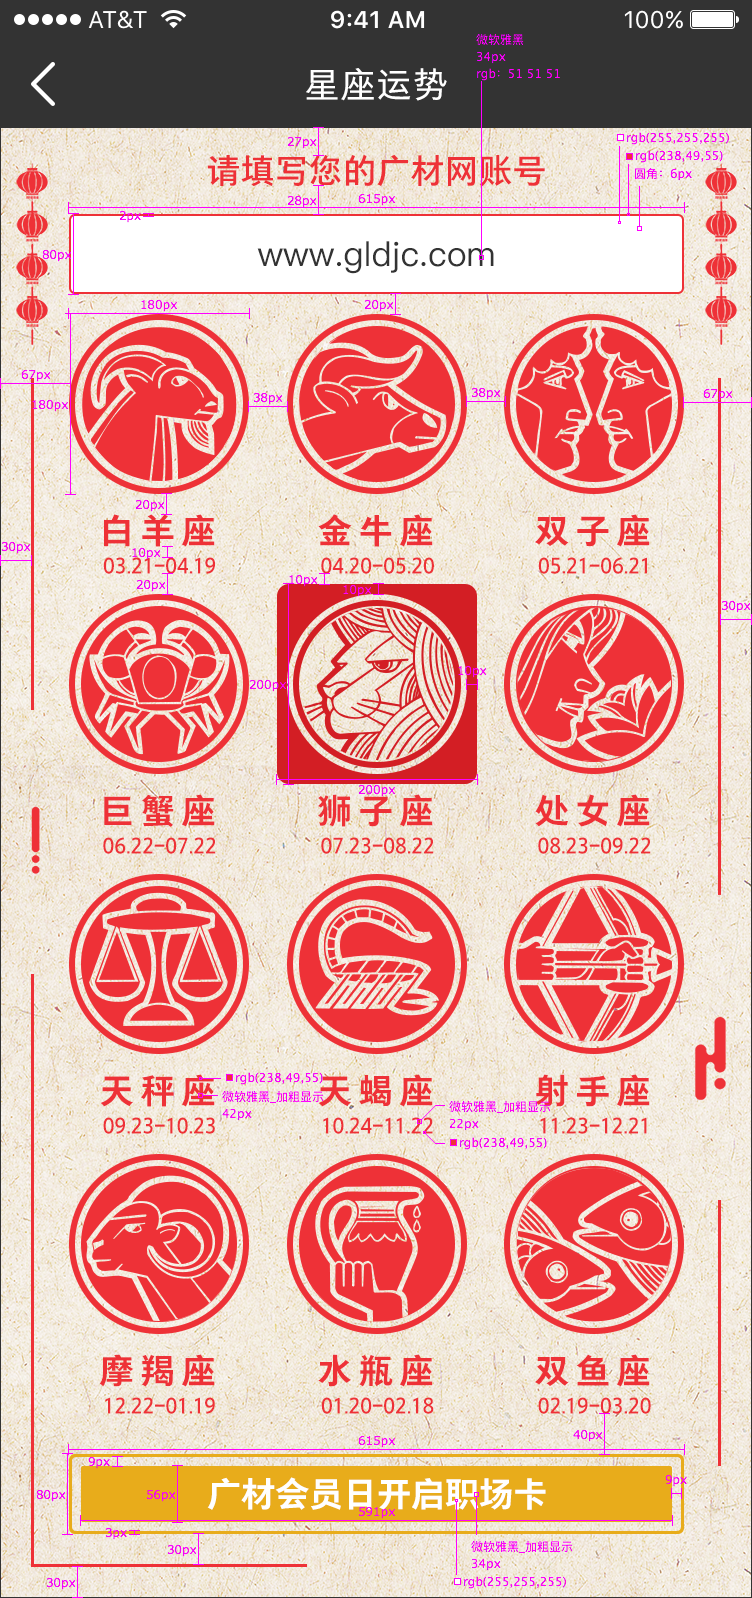 AT&T 9:41 AM 100%
微软雅黑
34px
rgb: 51 51 51
星座运势
27px
rgb(255,255,255)
rgb(238,49,55)
圆角: 6px
请填写您的广材网账号
28px
615px
2px
80px
www.gldjc.com
180px
20px
67px
180px
38px
38px
67px
20px
白羊座 金牛座 双子座
30px
10px
03.21-04.19 04.20-05.20 05.21-06.21
20px
10px
10px
30px
200px
10px
200px
巨蟹座 狮子座 处女座
06.22-07.22 07.23-08.22 08.23-09.22
天秤座 天蝎座 射手座
rgb(238,49,55)
微软雅黑_加粗显示
42px
微软雅黑_加粗显示
22px
rgb(238,49,55)
09.23-10.23 10.24-11.22 11.23-12.21
摩羯座 水瓶座 双鱼座
12.22-01.19 01.20-02.18 02.19-03.20
40px
615px
9px
9px
80px
56px
广材会员日开启职场卡
591px
3px
30px
微软雅黑_加粗显示
34px
rgb(255,255,255)
30px